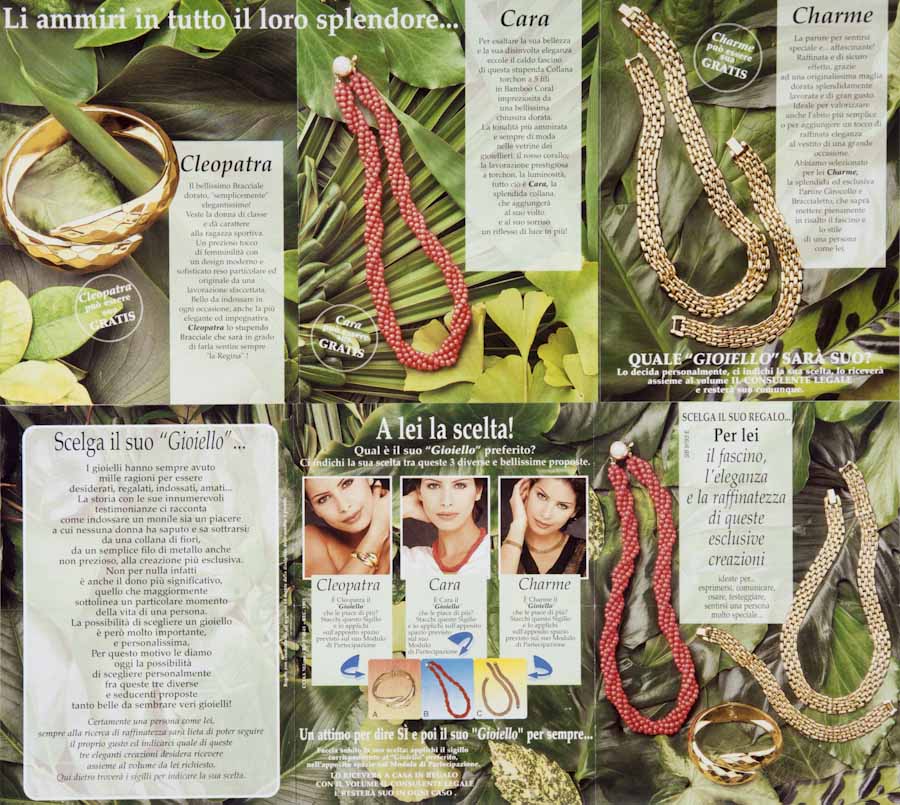 Li ammiri in tutto il loro splendore...
Cleopatra
Il bellissimo Bracciale
dorato, "semplicemente"
elegantissimo!
Veste la donna di classe
e dà carattere
alla ragazza sportiva.
Un prezioso tocco
di femminilità con
un design moderno e
sofisticato reso particolare ed
originale da una
lavorazione sfaccettata.
Bello da indossare in
ogni occasione, anche la più
elegante ed impegnativa.
Cleopatra lo stupendo
Bracciale che sarà in grado
di farla sentire sempre
"la Regina" !
Cleopatra
può essere
suo
GRATIS
Cara
Per esaltare la sua bellezza
e la sua disinvolta eleganza
eccole il caldo fascino
di questa stupenda Collana
torchon a 5 fili
in Bamboo Coral
impreziosita da
una bellissima
chiusura dorata.
La tonalità più ammirata
e sempre di moda
nelle vetrine dei
gioiellieri: il rosso corallo;
la lavorazione prestigiosa
a torchon, la luminosità,
tutto ciò è Cara, la
splendida collana,
che aggiungerà
al suo volto
e al suo sorriso
un riflesso di luce in più!
Cara
può essere
sua
GRATIS
Charme
La parure per sentirsi
speciale e... affascinante!
Raffinata e di sicuro
effetto, grazie
ad una originalissima maglia
dorata splendidamente
lavorata e di gran gusto.
Ideale per valorizzare
anche l'abito più semplice
o per aggiungere un tocco di
raffinata eleganza
al vestito di una grande
occasione.
Abbiamo selezionato
per lei Charme,
la splendida ed esclusiva
Parure Girocollo e
Braccialetto, che saprà
mettere pienamente
in risalto il fascino e
lo stile
di una persona
come lei.
Charme
può essere
sua
GRATIS
QUALE "GIOIELLO" SARÀ SUO?
Lo decida personalmente, ci indichi la sua scelta, lo riceverà
assieme al volume IL CONSULENTE LEGALE
e resterà suo comunque.
Scelga il suo "Gioiello"...
I gioielli hanno sempre avuto
mille ragioni per essere
desiderati, regalati, indossati, amati...
La storia con le sue innumerevoli
testimonianze ci racconta
come indossare un monile sia un piacere
a cui nessuna donna ha saputo e sa sottrarsi:
da una collana di fiori,
da un semplice filo di metallo anche
non prezioso, alla creazione più esclusiva.
Non per nulla infatti
è anche il dono più significativo,
quello che maggiormente
sottolinea un particolare momento
della vita di una persona.
La possibilità di scegliere un gioiello
è però molto importante,
e personalissima.
Per questo motivo le diamo
oggi la possibilità
di scegliere personalmente
fra queste tre diverse
e seducenti proposte
tanto belle da sembrare veri gioielli!
Certamente una persona come lei,
sempre alla ricerca di raffinatezza sarà lieta di poter seguire
il proprio gusto ed indicarci quale di queste
tre eleganti creazioni desidera ricevere
assieme al volume da lei richiesto.
Qui dietro troverà i sigilli per indicare la sua scelta.
A lei la scelta!
Qual è il suo "Gioiello" preferito?
Ci indichi la sua scelta tra queste 3 diverse e bellissime proposte.
Cleopatra
È Cleopatra il
"Gioiello"
che le piace di più?
Stacchi questo Sigillo
e lo applichi
sull'apposito spazio
previsto sul suo Modulo
di Partecipazione
Cara
È Cara il
"Gioiello"
che le piace di più?
Stacchi questo Sigillo
e lo applichi sull'apposito
spazio previsto
sul suo
Modulo
di Partecipazione
Charme
È Charme il
"Gioiello"
che le piace di più?
Stacchi questo Sigillo
e lo applichi
sull'apposito spazio
previsto sul suo Modulo
di Partecipazione
A
B
C
Un attimo per dire SÌ e poi il suo "Gioiello" per sempre...
Faccia subito la sua scelta: applichi il sigillo
corrispondente al "Gioiello" preferito,
nell'apposito spazio sul Modulo di Partecipazione.
LO RICEVERÀ A CASA IN REGALO
CON IL VOLUME IL CONSULENTE LEGALE
E RESTERÀ SUO IN OGNI CASO .
SCELGA IL SUO REGALO...
Per lei
il fascino,
l'eleganza
e la raffinatezza
di queste
esclusive
creazioni
ideate per...
esprimersi, comunicare,
osare, festeggiare,
sentirsi una persona
molto speciale...